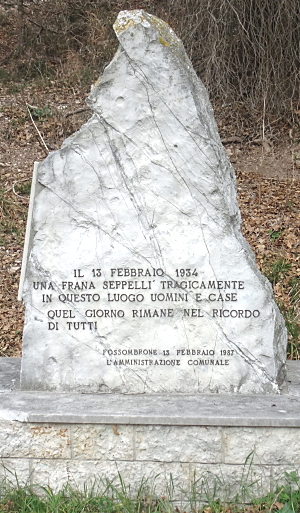 IL 13 FEBBRAIO 1934
UNA FRANA SEPPELLI' TRAGICAMENTE
IN QUESTO LUOGO UOMINI E CASE
QUEL GIORNO RIMANE NEL RICORDO
DI TUTTI
FOSSOMBRONE 13 FEBBRAIO 1987
L'AMMINISTRAZIONE COMUNALE